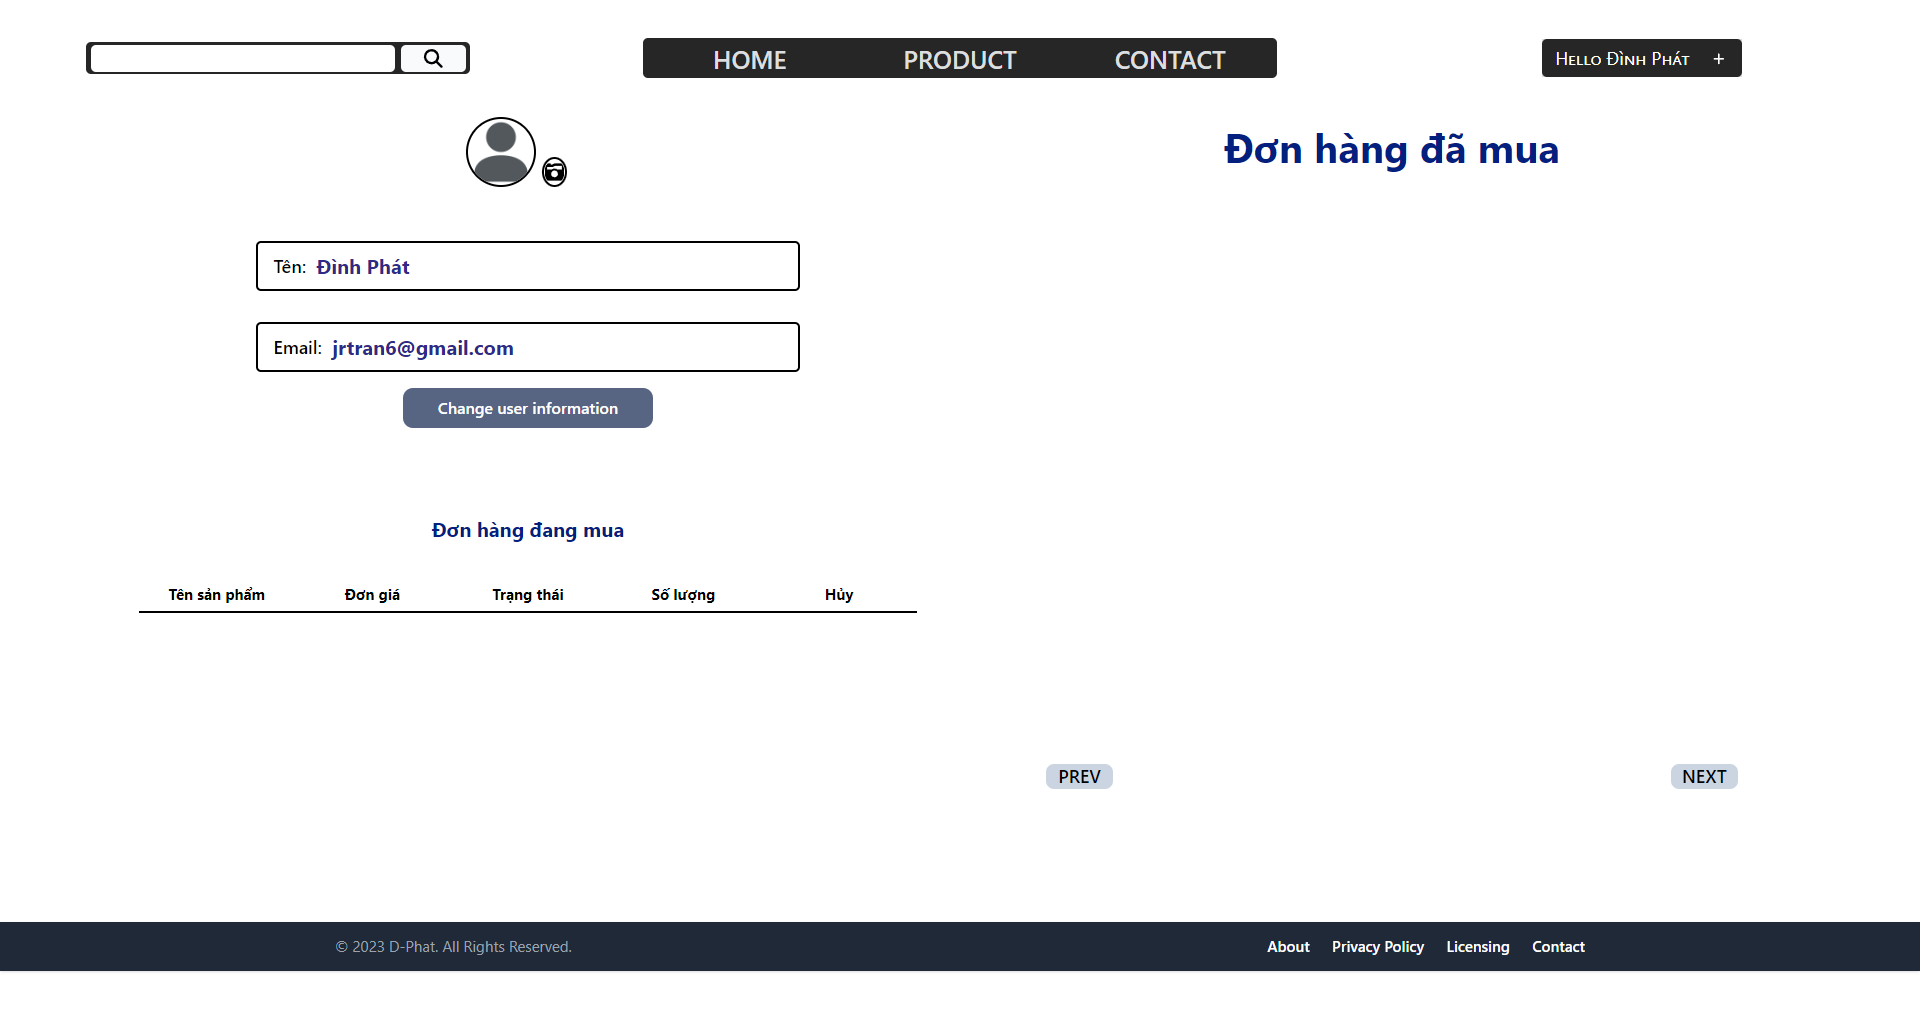 HOME PRODUCT CONTACT
Hello Đình Phát +
Đơn hàng đã mua
Tên: Đình Phát
Email: jrtran6@gmail.com
Change user information
Đơn hàng đang mua
Tên sản phẩm Đơn giá Trạng thái Số lượng Hủy
PREV NEXT
© 2023 D-Phat. All Rights Reserved. About Privacy Policy Licensing Contact